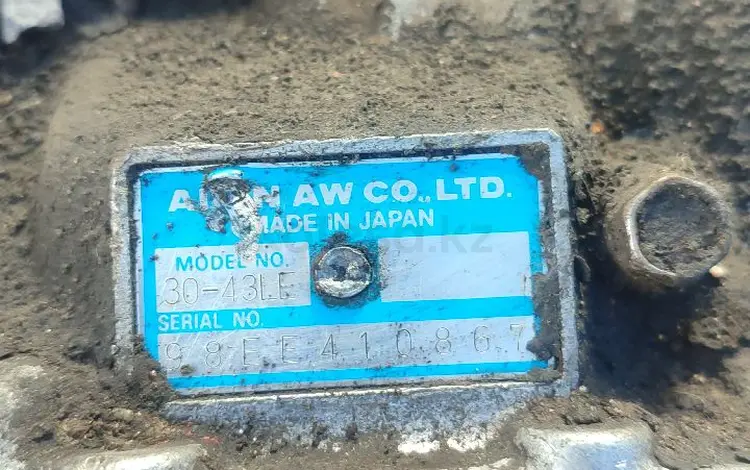 AW CO., LTD.
MADE IN JAPAN
MODEL NO.
30-43LE
SERIAL NO.
98EE410867